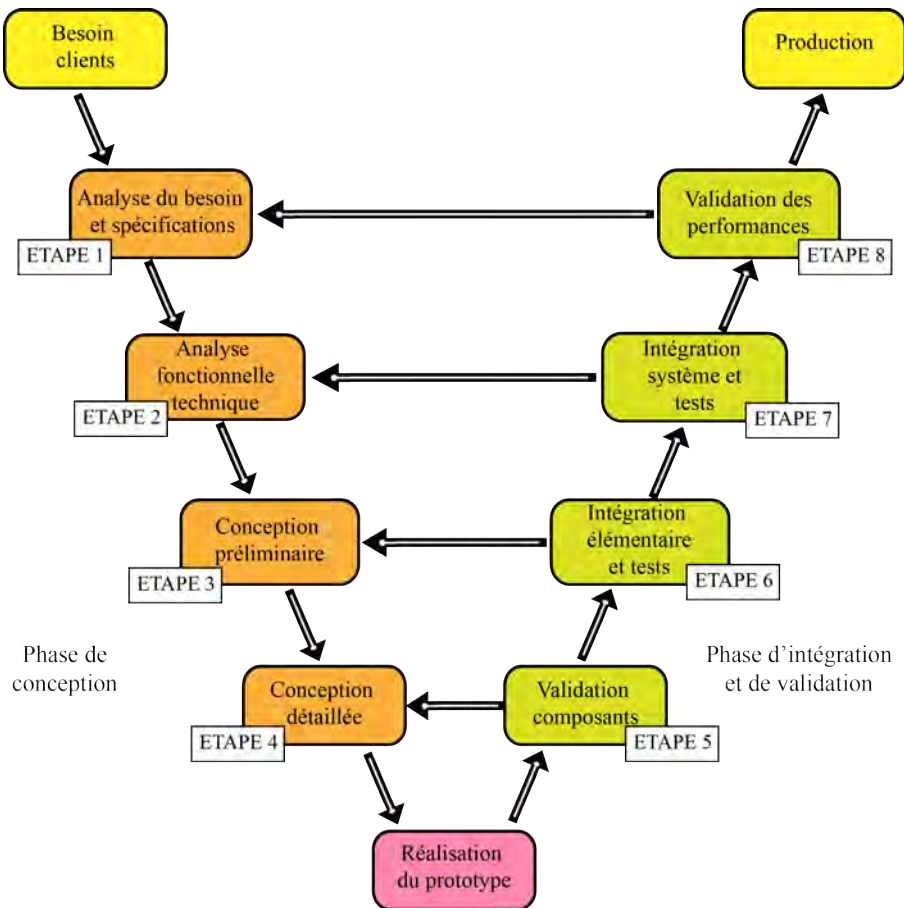 Besoin
clients
Production
Analyse du besoin
et spécifications
ETAPE 1
Validation des
performances
ETAPE 8
Analyse
fonctionnelle
technique
ETAPE 2
Intégration
système et
tests
ETAPE 7
Conception
préliminaire
ETAPE 3
Intégration
élémentaire
et tests
ETAPE 6
Phase de
conception
Phase d'intégration
et de validation
Conception
détaillée
ETAPE 4
Validation
composants
ETAPE 5
Réalisation
du prototype